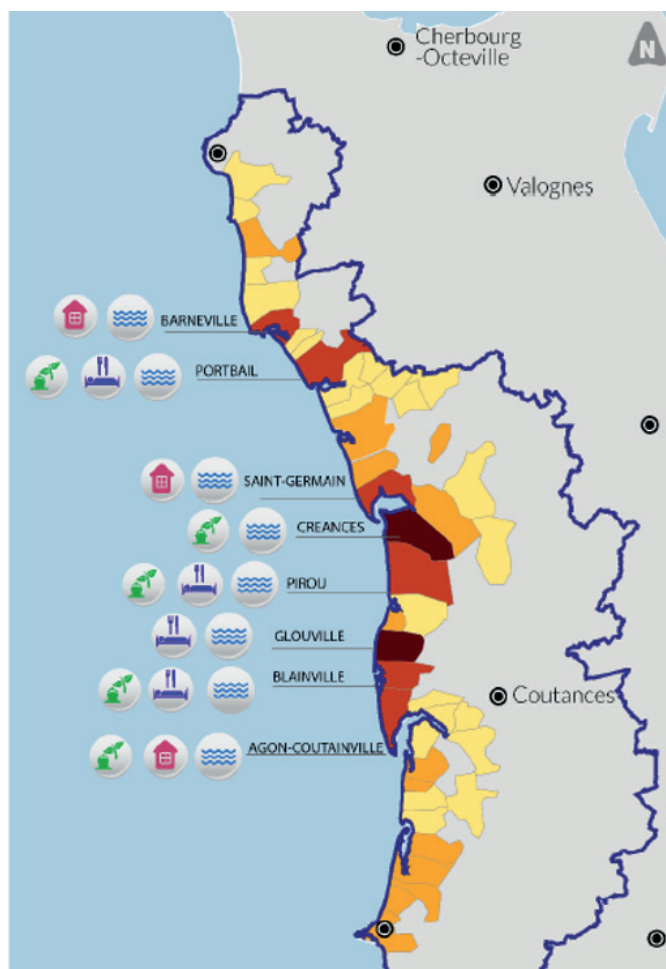 Cherbourg
-Octeville
N
Valognes
BARNEVILLE
PORTBAIL
SAINT-GERMAIN
CREANCES
PIROU
GLOUVILLE
BLAINVILLE
Coutances
AGON-COUTAINVILLE